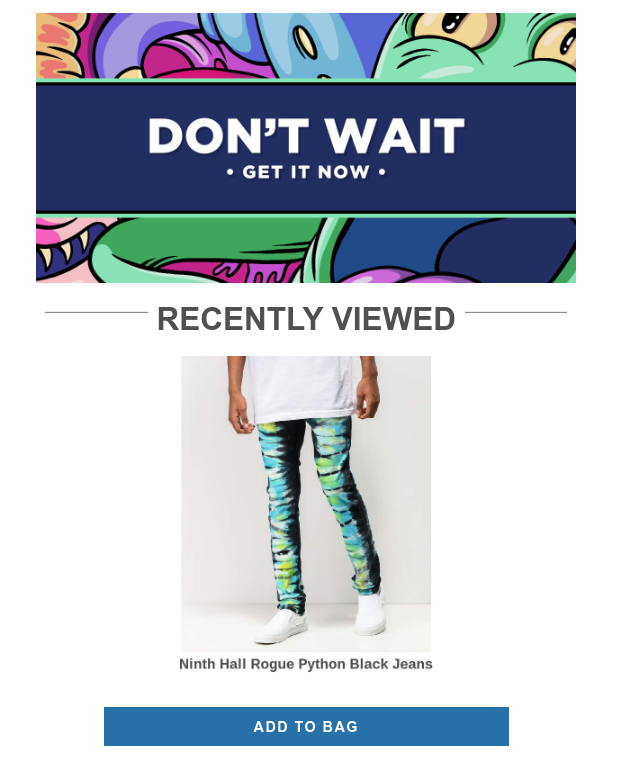 DON'T WAIT
• GET IT NOW •
RECENTLY VIEWED
Ninth Hall Rogue Python Black Jeans
ADD TO BAG